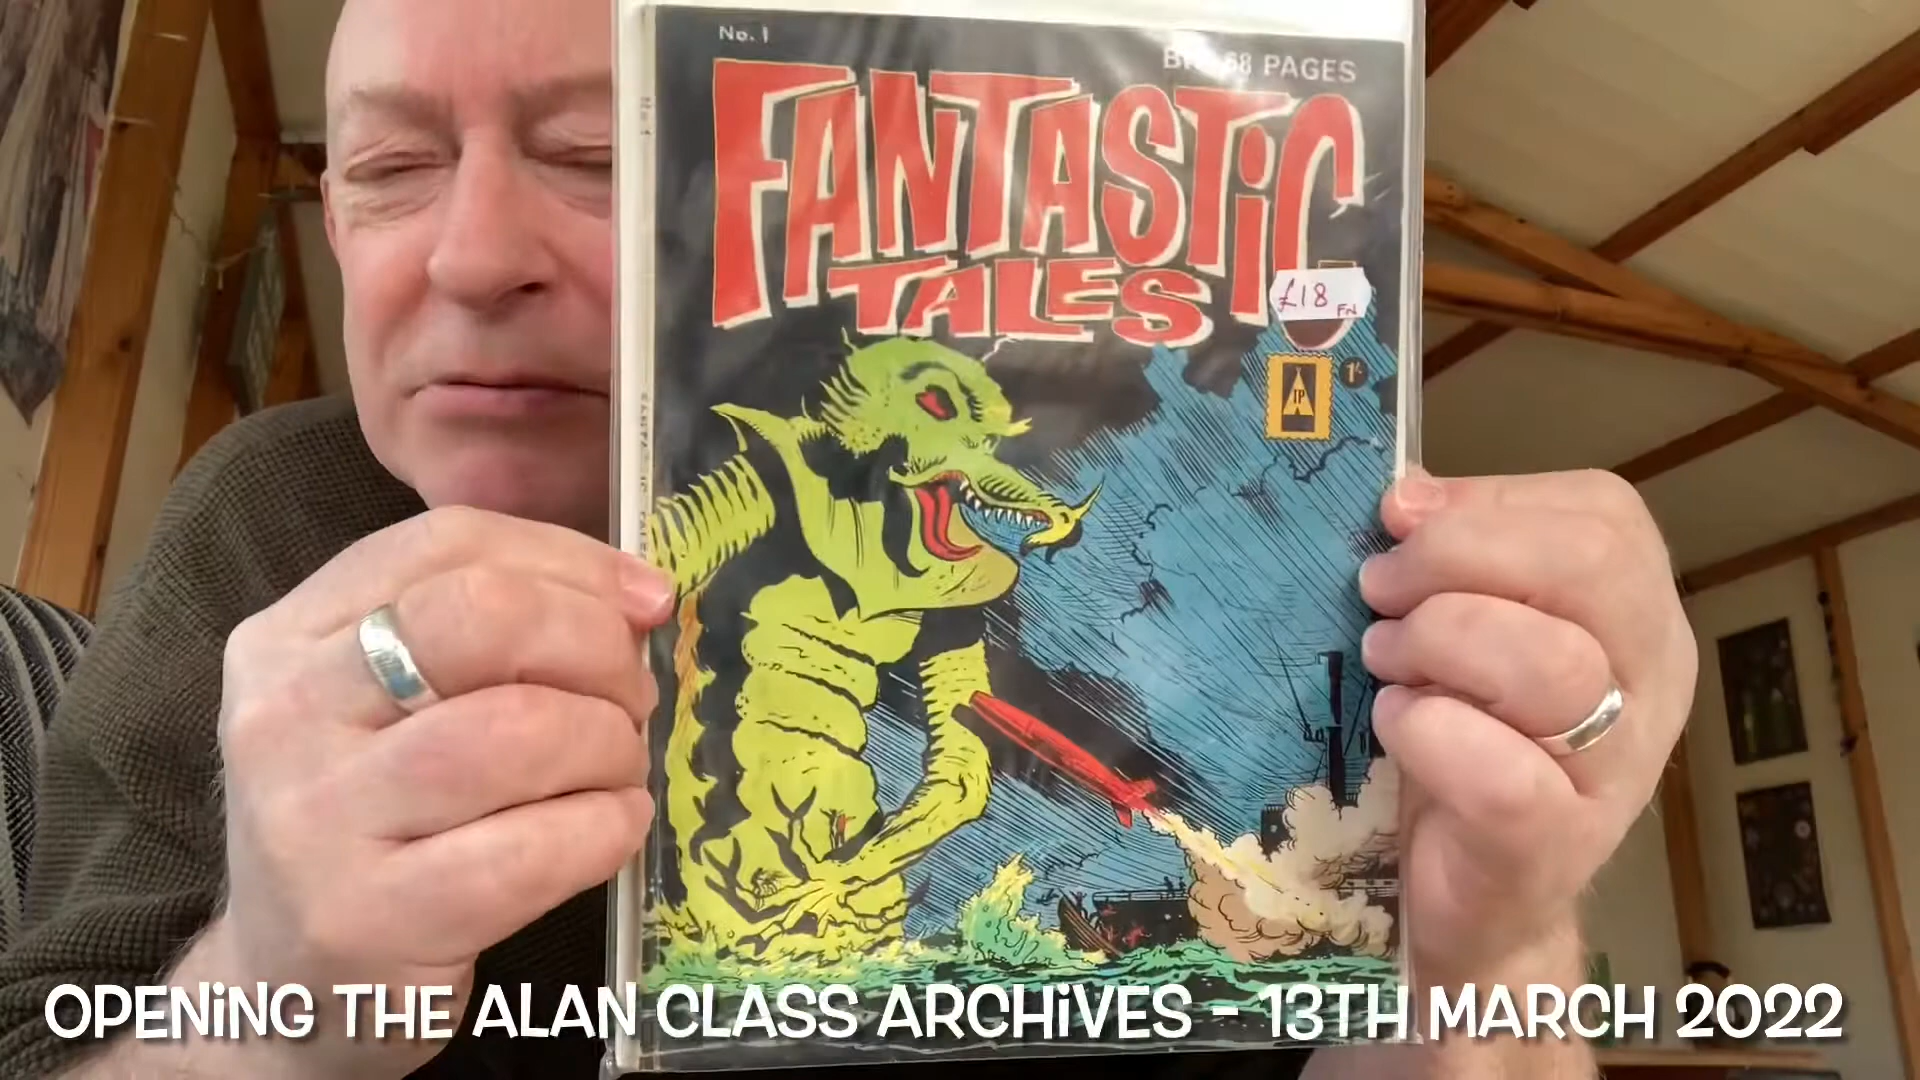 No. 1
68 PAGES
FANTASTiC
TALES
£18 FN
IP
1/-
OPENiNG THE ALAN CLASS ARCHiVES - 13TH MARCH 2022